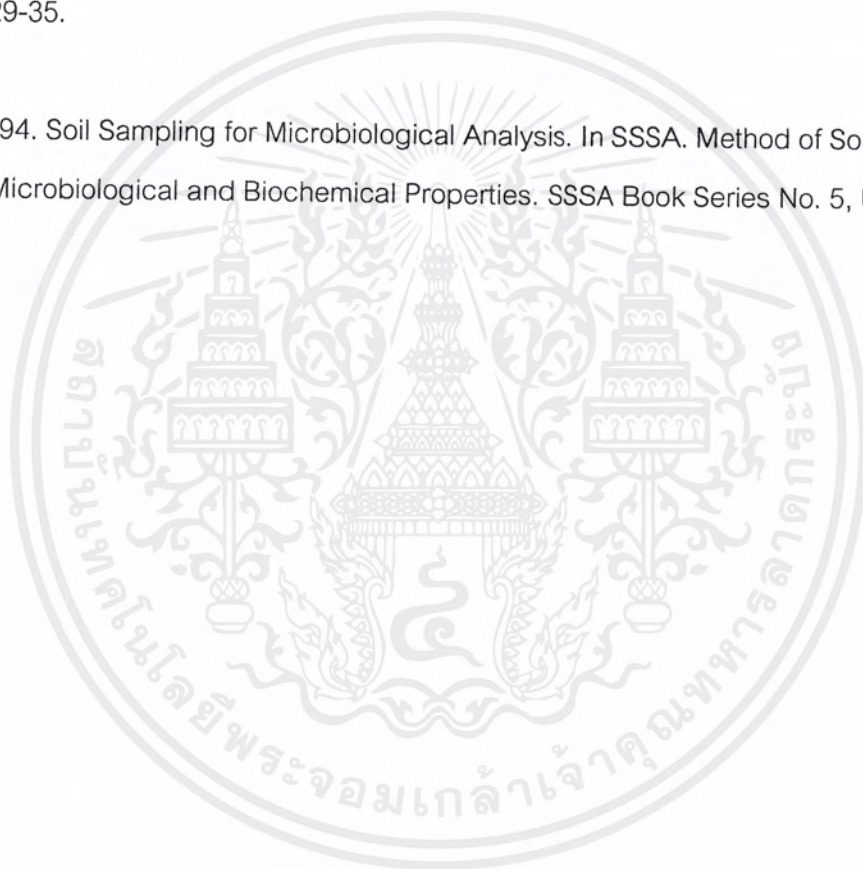 29-35.
94. Soil Sampling for Microbiological Analysis. In SSSA. Method of So
Microbiological and Biochemical Properties. SSSA Book Series No. 5,
สถาบันเทคโนโลยีพระจอมเกล้าเจ้าคุณทหารลาดกระบัง